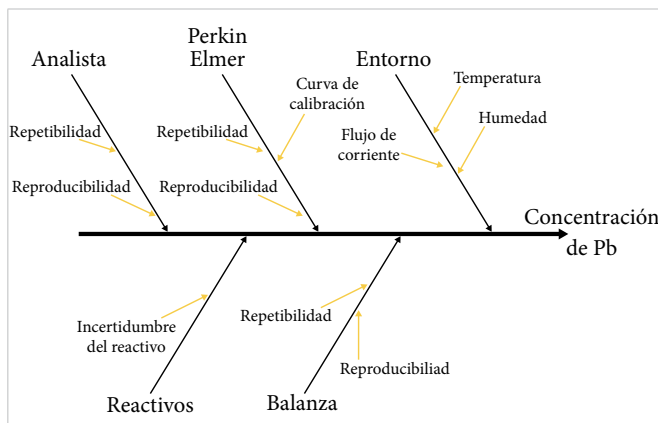 Analista
Perkin
Elmer
Entorno
Curva de
calibración
Temperatura
Repetibilidad
Repetibilidad
Flujo de
corriente
Humedad
Reproducibilidad
Reproducibilidad
Concentración
de Pb
Incertidumbre
del reactivo
Repetibilidad
Reproducibiliad
Reactivos
Balanza